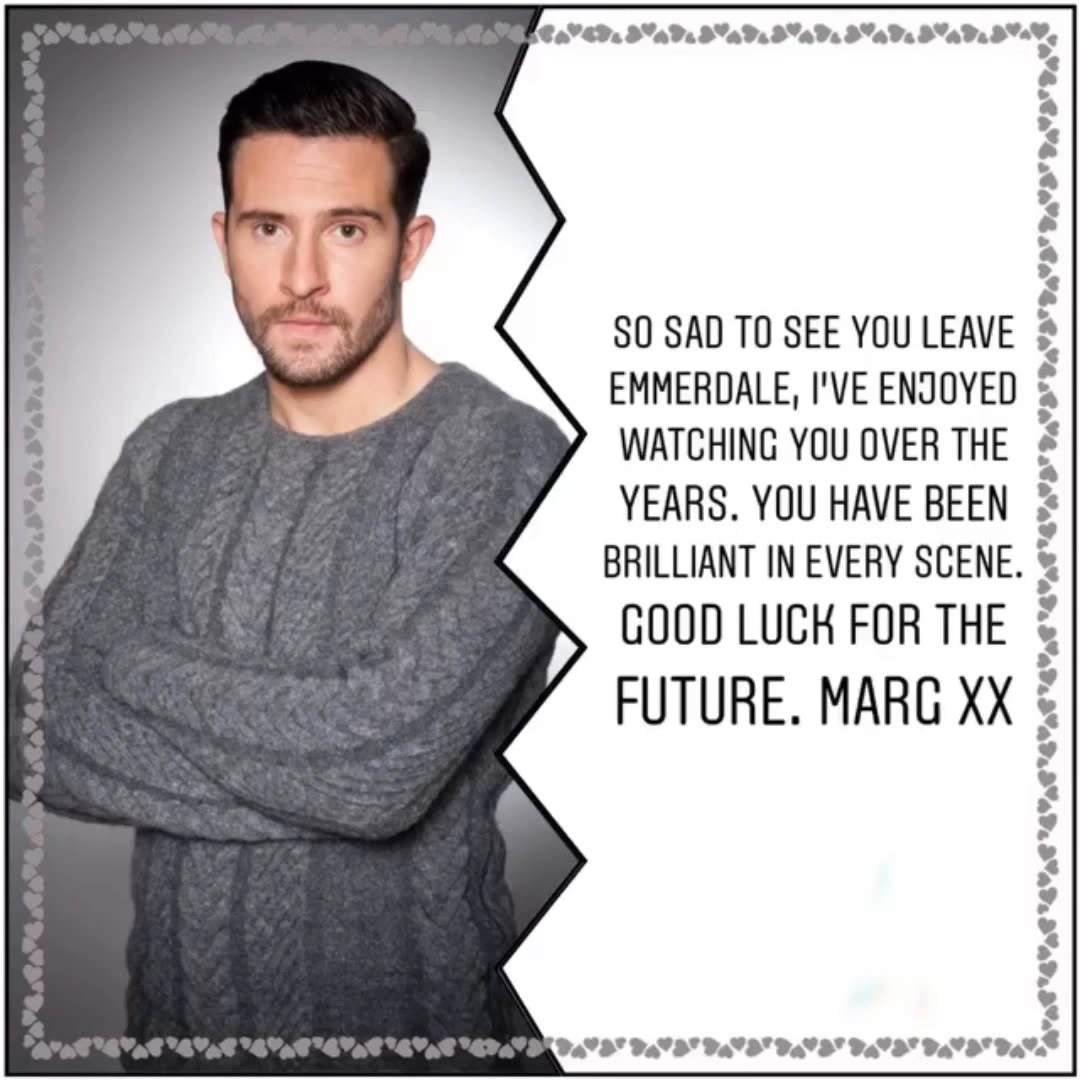 SO SAD TO SEE YOU LEAVE
EMMERDALE, I'VE ENJOYED
WATCHING YOU OVER THE
YEARS. YOU HAVE BEEN
BRILLIANT IN EVERY SCENE.
GOOD LUCK FOR THE
FUTURE. MARG XX